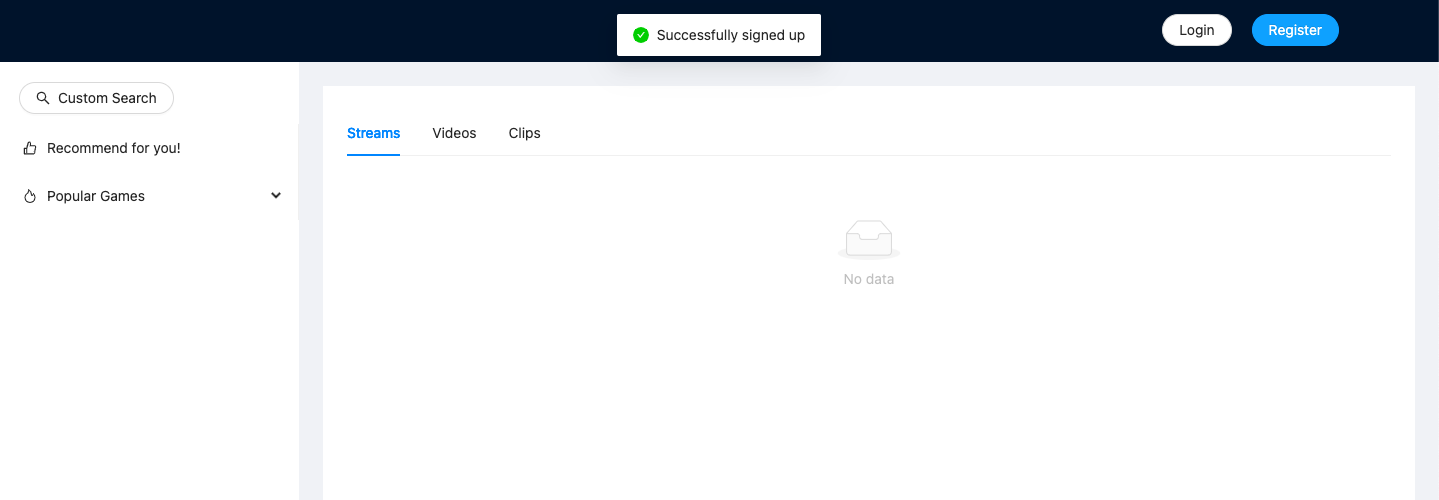 Successfully signed up
Login
Register
Custom Search
Recommend for you!
Popular Games
Streams
Videos
Clips
No data